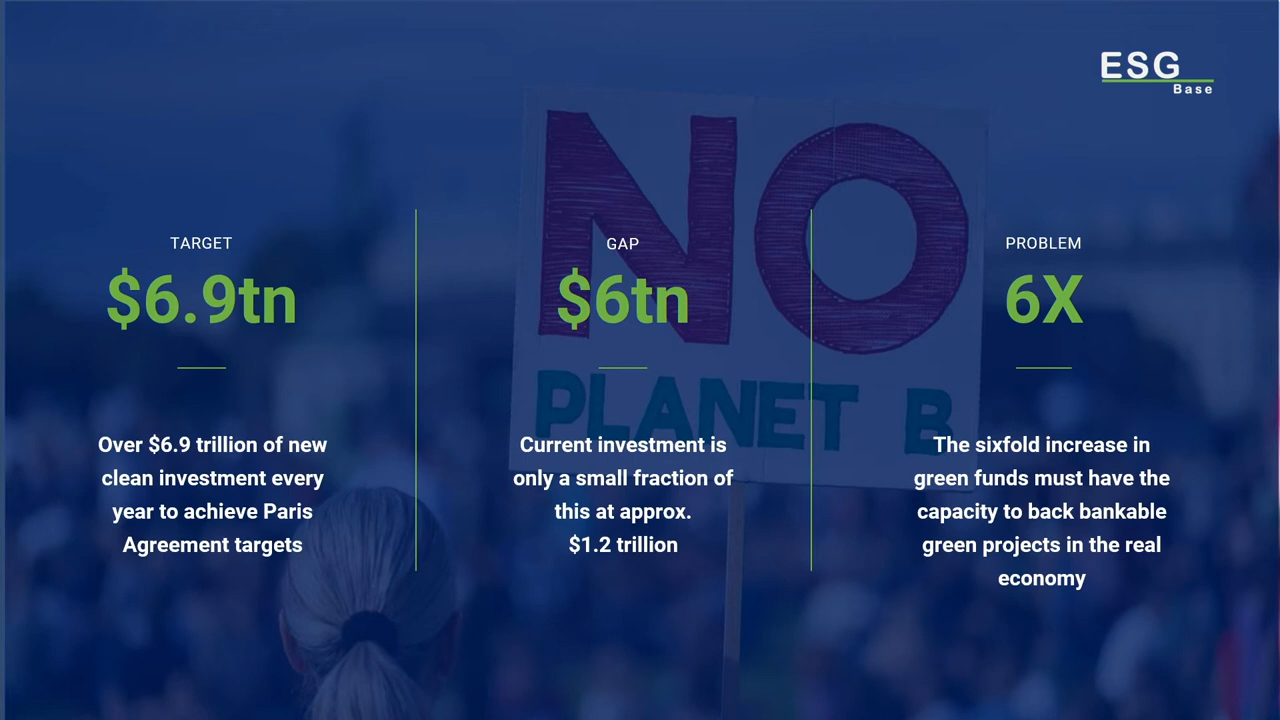 ESG
Base
NO
PLANET B
TARGET
$6.9tn
Over $6.9 trillion of new
clean investment every
year to achieve Paris
Agreement targets
GAP
$6tn
Current investment is
only a small fraction of
this at approx.
$1.2 trillion
PROBLEM
6X
The sixfold increase in
green funds must have the
capacity to back bankable
green projects in the real
economy